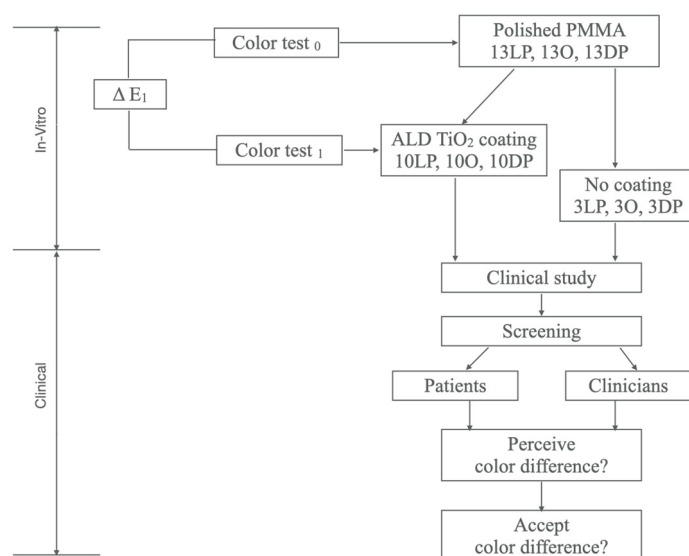 Polished PMMA
13LP, 13O, 13DP
Color test 0
Δ E1
In-Vitro
Color test 1
ALD TiO2 coating
10LP, 10O, 10DP
No coating
3LP, 3O, 3DP
Clinical study
Screening
Clinical
Patients
Clinicians
Perceive
color difference?
Accept
color difference?